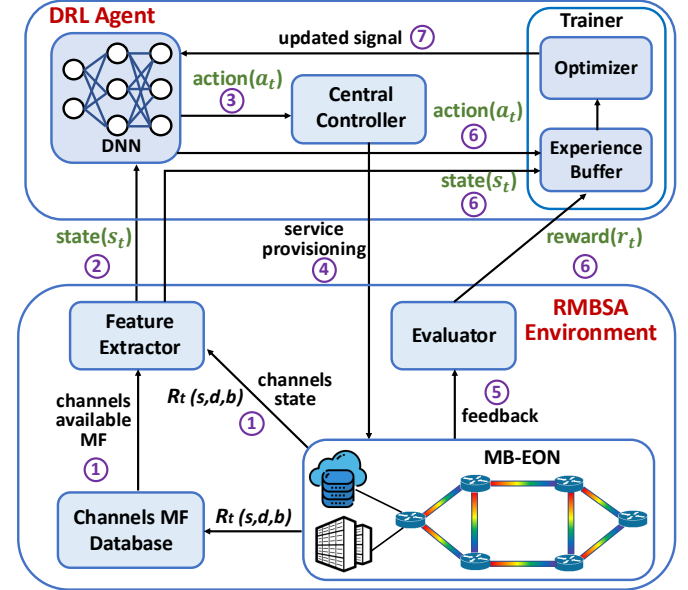 DRL Agent
Trainer
updated signal 7
Optimizer
action(a_t)
3
Central
Controller
action(a_t)
6
DNN
Experience
Buffer
state(s_t)
6
state(s_t)
2
service
provisioning
4
reward(r_t)
6
RMBSA
Environment
Feature
Extractor
Evaluator
channels
available
MF
1
channels
state
R_t (s,d,b)
1
5
feedback
MB-EON
Channels MF
Database
R_t (s,d,b)